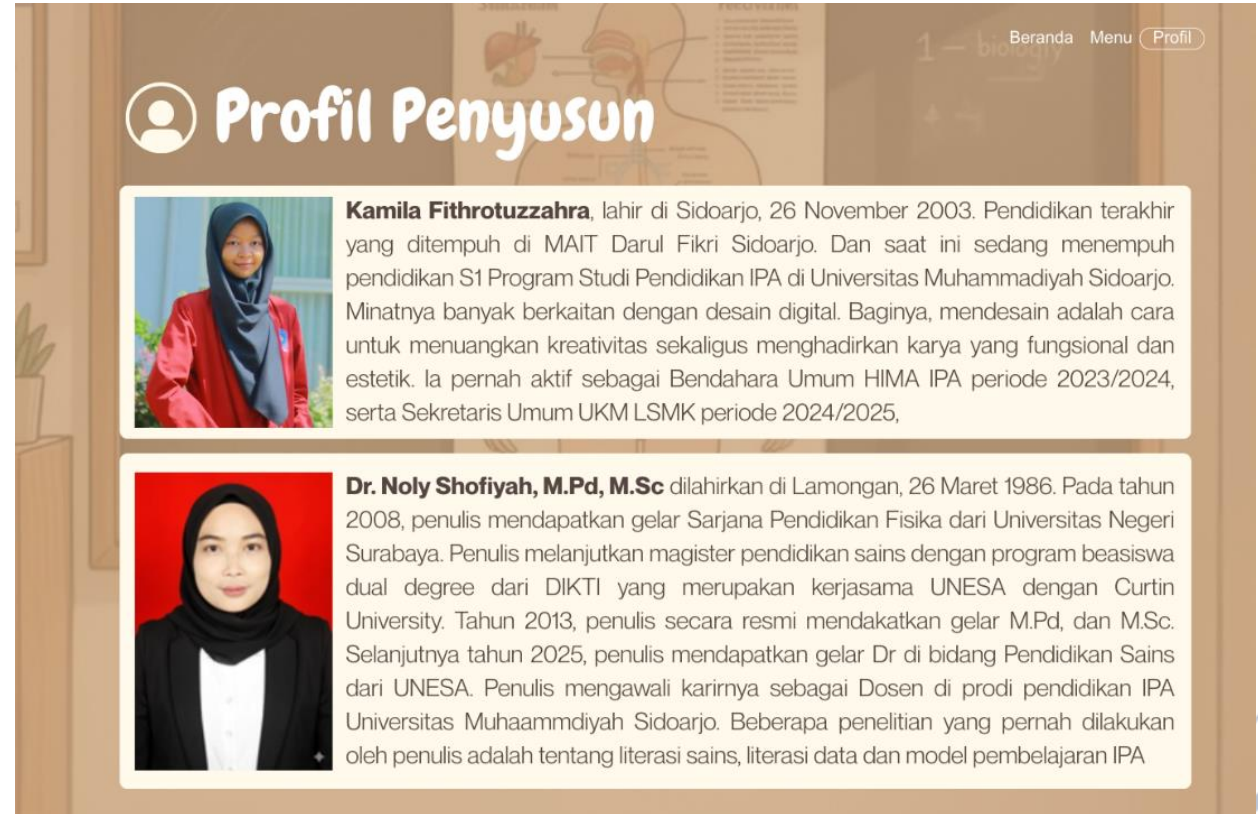 Beranda Menu Profil
1 — biology
Profil Penyusun
Kamila Fithrotuzzahra, lahir di Sidoarjo, 26 November 2003. Pendidikan terakhir
yang ditempuh di MAIT Darul Fikri Sidoarjo. Dan saat ini sedang menempuh
pendidikan S1 Program Studi Pendidikan IPA di Universitas Muhammadiyah Sidoarjo.
Minatnya banyak berkaitan dengan desain digital. Baginya, mendesain adalah cara
untuk menuangkan kreativitas sekaligus menghadirkan karya yang fungsional dan
estetik. Ia pernah aktif sebagai Bendahara Umum HIMA IPA periode 2023/2024,
serta Sekretaris Umum UKM LSMK periode 2024/2025,
Dr. Noly Shofiyah, M.Pd, M.Sc dilahirkan di Lamongan, 26 Maret 1986. Pada tahun
2008, penulis mendapatkan gelar Sarjana Pendidikan Fisika dari Universitas Negeri
Surabaya. Penulis melanjutkan magister pendidikan sains dengan program beasiswa
dual degree dari DIKTI yang merupakan kerjasama UNESA dengan Curtin
University. Tahun 2013, penulis secara resmi mendakatkan gelar M.Pd, dan M.Sc.
Selanjutnya tahun 2025, penulis mendapatkan gelar Dr di bidang Pendidikan Sains
dari UNESA. Penulis mengawali karirnya sebagai Dosen di prodi pendidikan IPA
Universitas Muhaammdiyah Sidoarjo. Beberapa penelitian yang pernah dilakukan
oleh penulis adalah tentang literasi sains, literasi data dan model pembelajaran IPA